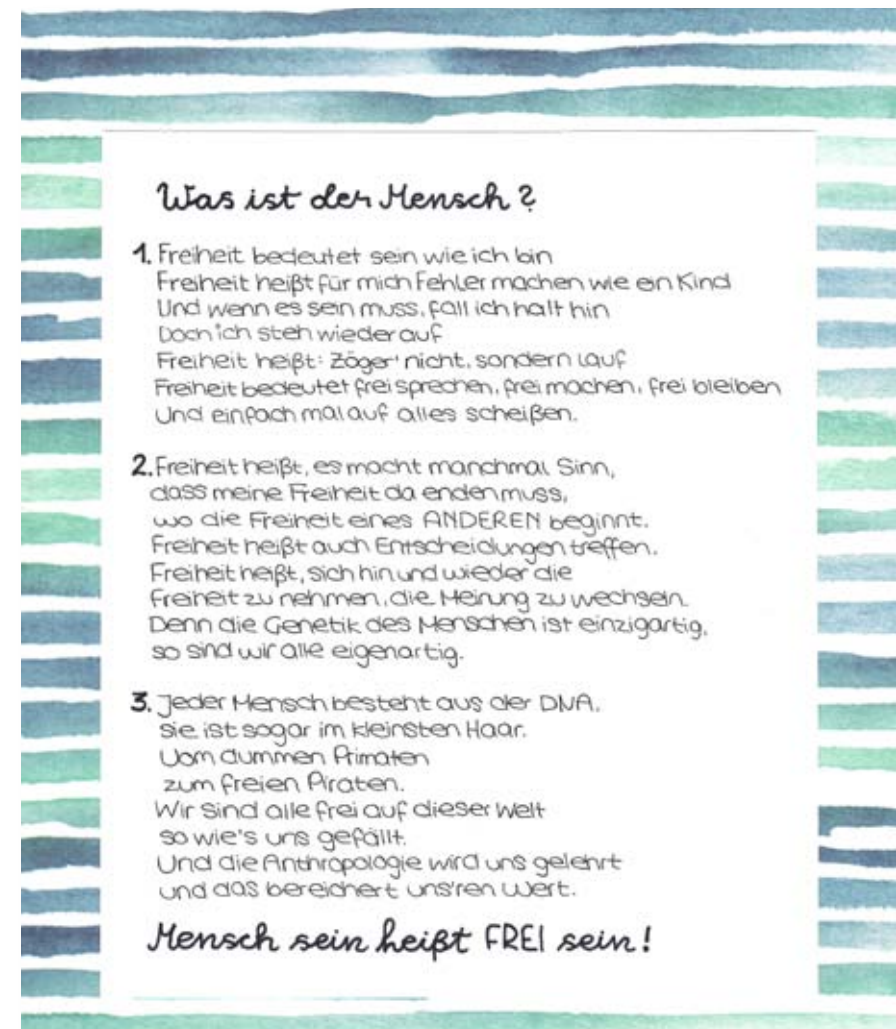 Was ist der Mensch?
1. Freiheit bedeutet sein wie ich bin
Freiheit heißt für mich Fehler machen wie ein Kind
Und wenn es sein muss, fall ich halt hin
Doch ich steh wieder auf
Freiheit heißt: Zöger' nicht, sondern lauf
Freiheit bedeutet frei sprechen, frei machen, frei bleiben
Und einfach mal auf alles scheißen.
2. Freiheit heißt, es macht manchmal Sinn,
dass meine Freiheit da enden muss,
wo die Freiheit eines ANDEREN beginnt.
Freiheit heißt auch Entscheidungen treffen.
Freiheit heißt, sich hin und wieder die
Freiheit zu nehmen, die Meinung zu wechseln.
Denn die Genetik des Menschen ist einzigartig,
so sind wir alle eigenartig.
3. Jeder Mensch besteht aus der DNA,
sie ist sogar im kleinsten Haar.
Vom dummen Primaten
zum freien Piraten.
Wir sind alle frei auf dieser Welt
so wie's uns gefällt.
Und die Anthropologie wird uns gelehrt
und das bereichert uns'ren Wert.
Mensch sein heißt FREI sein!